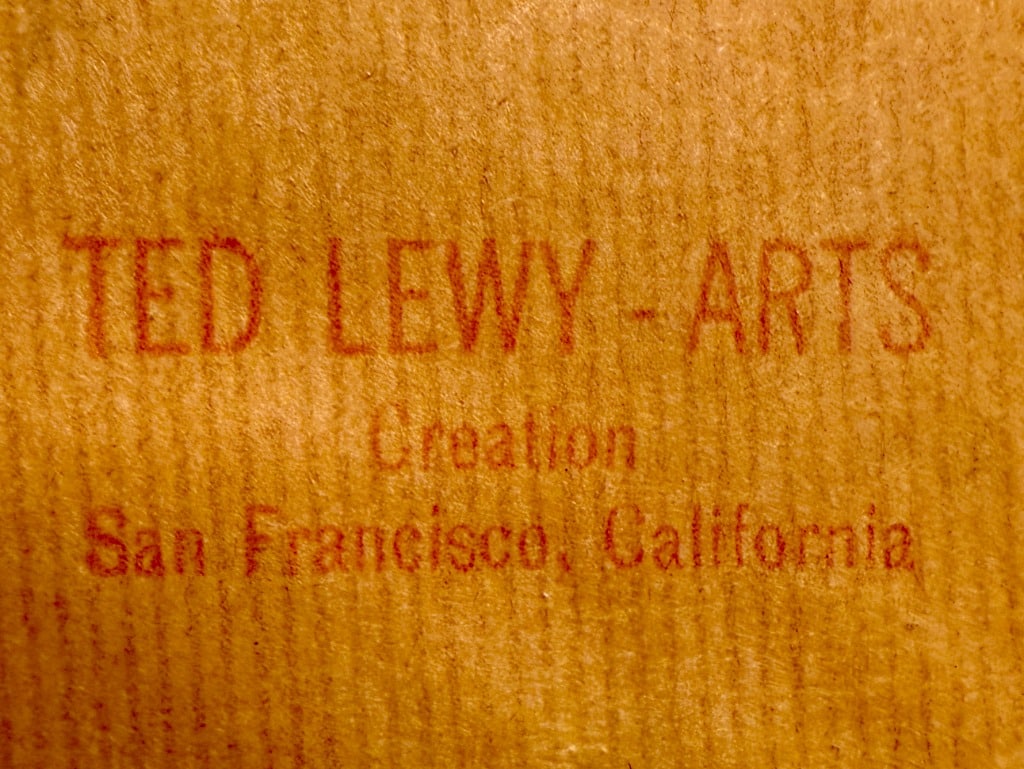 TED LEWY - ARTS
Creation
San Francisco, California